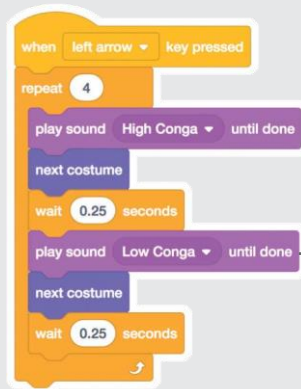 when left arrow key pressed
repeat 4
play sound High Conga until done
next costume
wait 0.25 seconds
play sound Low Conga until done
next costume
wait 0.25 seconds